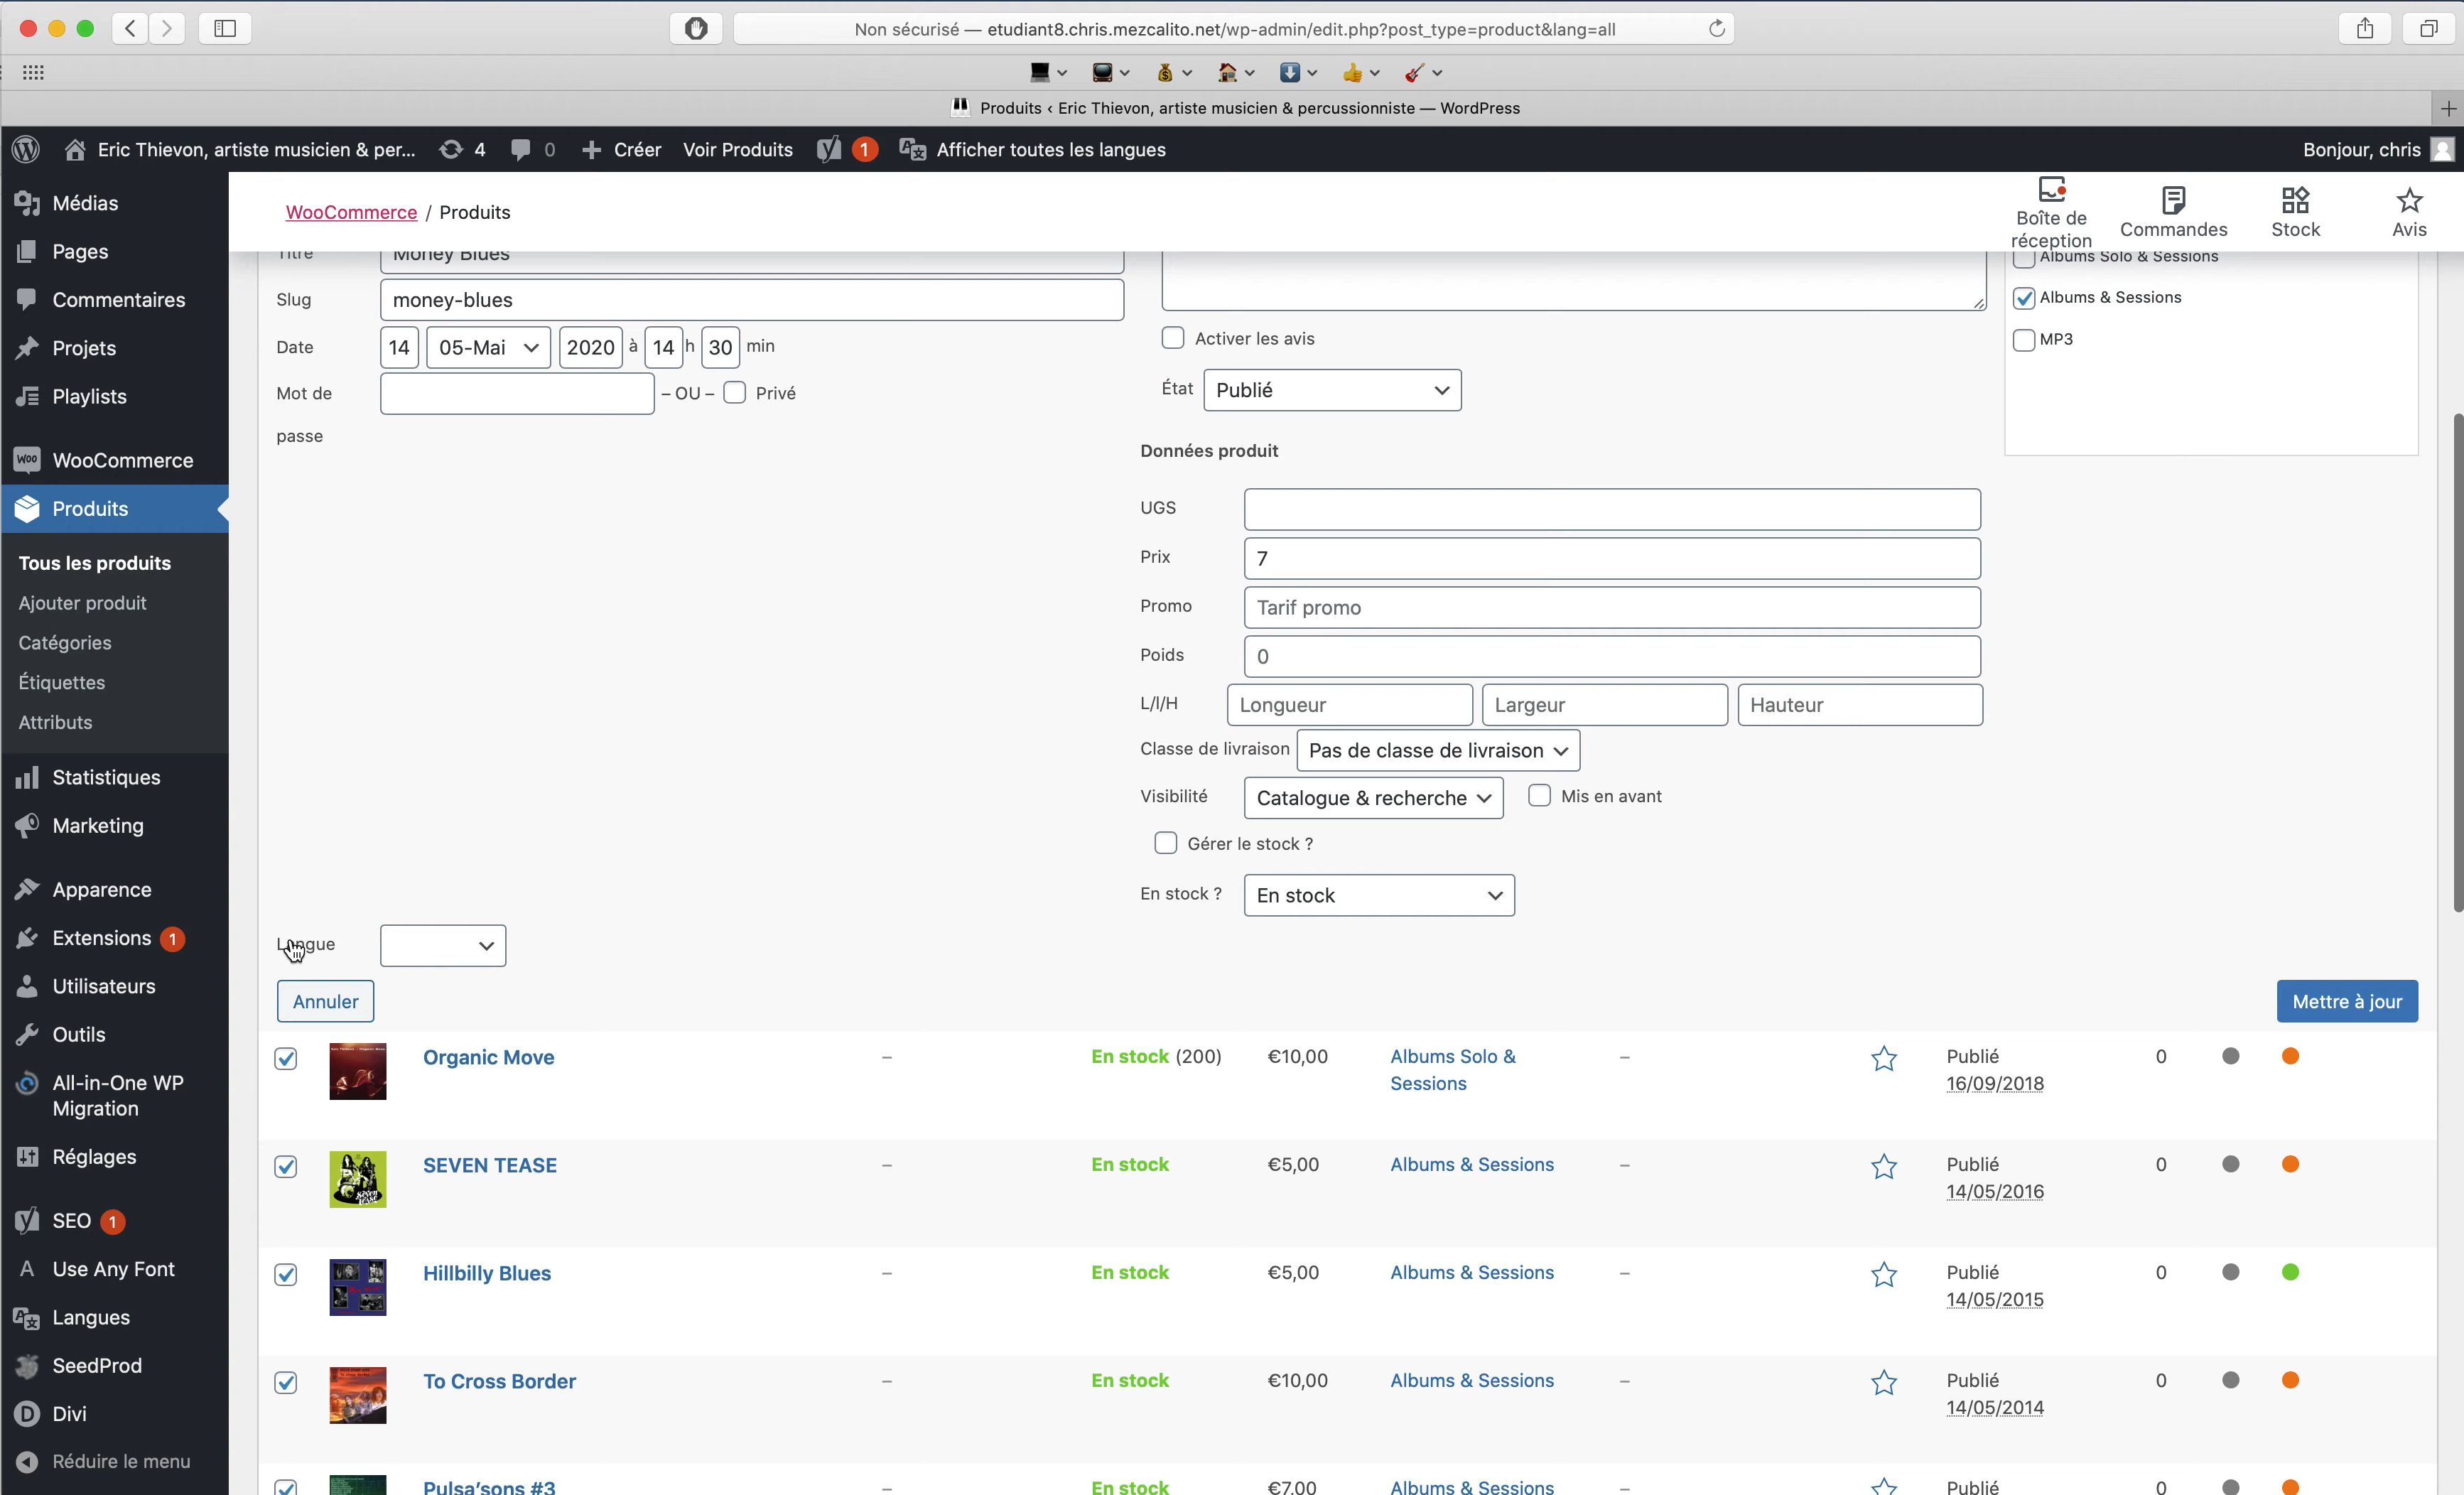 Non sécurisé — etudiant8.chris.mezcalito.net/wp-admin/edit.php?post_type=product&lang=all
Produits ‹ Eric Thievon, artiste musicien & percussionniste — WordPress
Eric Thievon, artiste musicien & per... 4 0 Créer Voir Produits 1 Afficher toutes les langues Bonjour, chris
Médias
Pages
Commentaires
Projets
Playlists
WooCommerce
Produits
Tous les produits
Ajouter produit
Catégories
Étiquettes
Attributs
Statistiques
Marketing
Apparence
Extensions 1
Utilisateurs
Outils
All-in-One WP
Migration
Réglages
SEO 1
Use Any Font
Langues
SeedProd
Divi
Réduire le menu
WooCommerce / Produits
Boîte de
réception
Commandes
Stock
Avis
Titre Money Blues
Slug money-blues
Date 14 05-Mai 2020 à 14 h 30 min
Mot de
passe
– OU – Privé
Activer les avis
État Publié
Albums Solo & Sessions
Albums & Sessions
MP3
Données produit
UGS
Prix 7
Promo Tarif promo
Poids 0
L/l/H Longueur Largeur Hauteur
Classe de livraison Pas de classe de livraison
Visibilité Catalogue & recherche Mis en avant
Gérer le stock ?
En stock ? En stock
Langue
Annuler Mettre à jour
Organic Move – En stock (200) €10,00 Albums Solo & – Publié 0
Sessions 16/09/2018
SEVEN TEASE – En stock €5,00 Albums & Sessions – Publié 0
14/05/2016
Hillbilly Blues – En stock €5,00 Albums & Sessions – Publié 0
14/05/2015
To Cross Border – En stock €10,00 Albums & Sessions – Publié 0
14/05/2014
Pulsa'sons #3 – En stock €7,00 Albums & Sessions – Publié 0